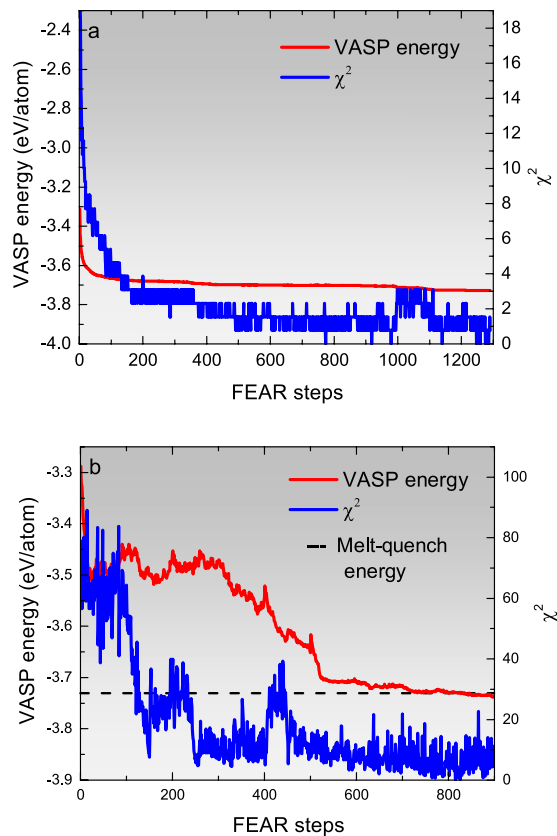 a
VASP energy
χ²
-2.4
-2.6
-2.8
-3.0
-3.2
-3.4
-3.6
-3.8
-4.0
VASP energy (eV/atom)
18
16
14
12
10
8
6
4
2
0
χ²
0 200 400 600 800 1000 1200
FEAR steps
b
VASP energy
χ²
Melt-quench
energy
-3.3
-3.4
-3.5
-3.6
-3.7
-3.8
-3.9
VASP energy (eV/atom)
100
80
60
40
20
0
χ²
0 200 400 600 800
FEAR steps